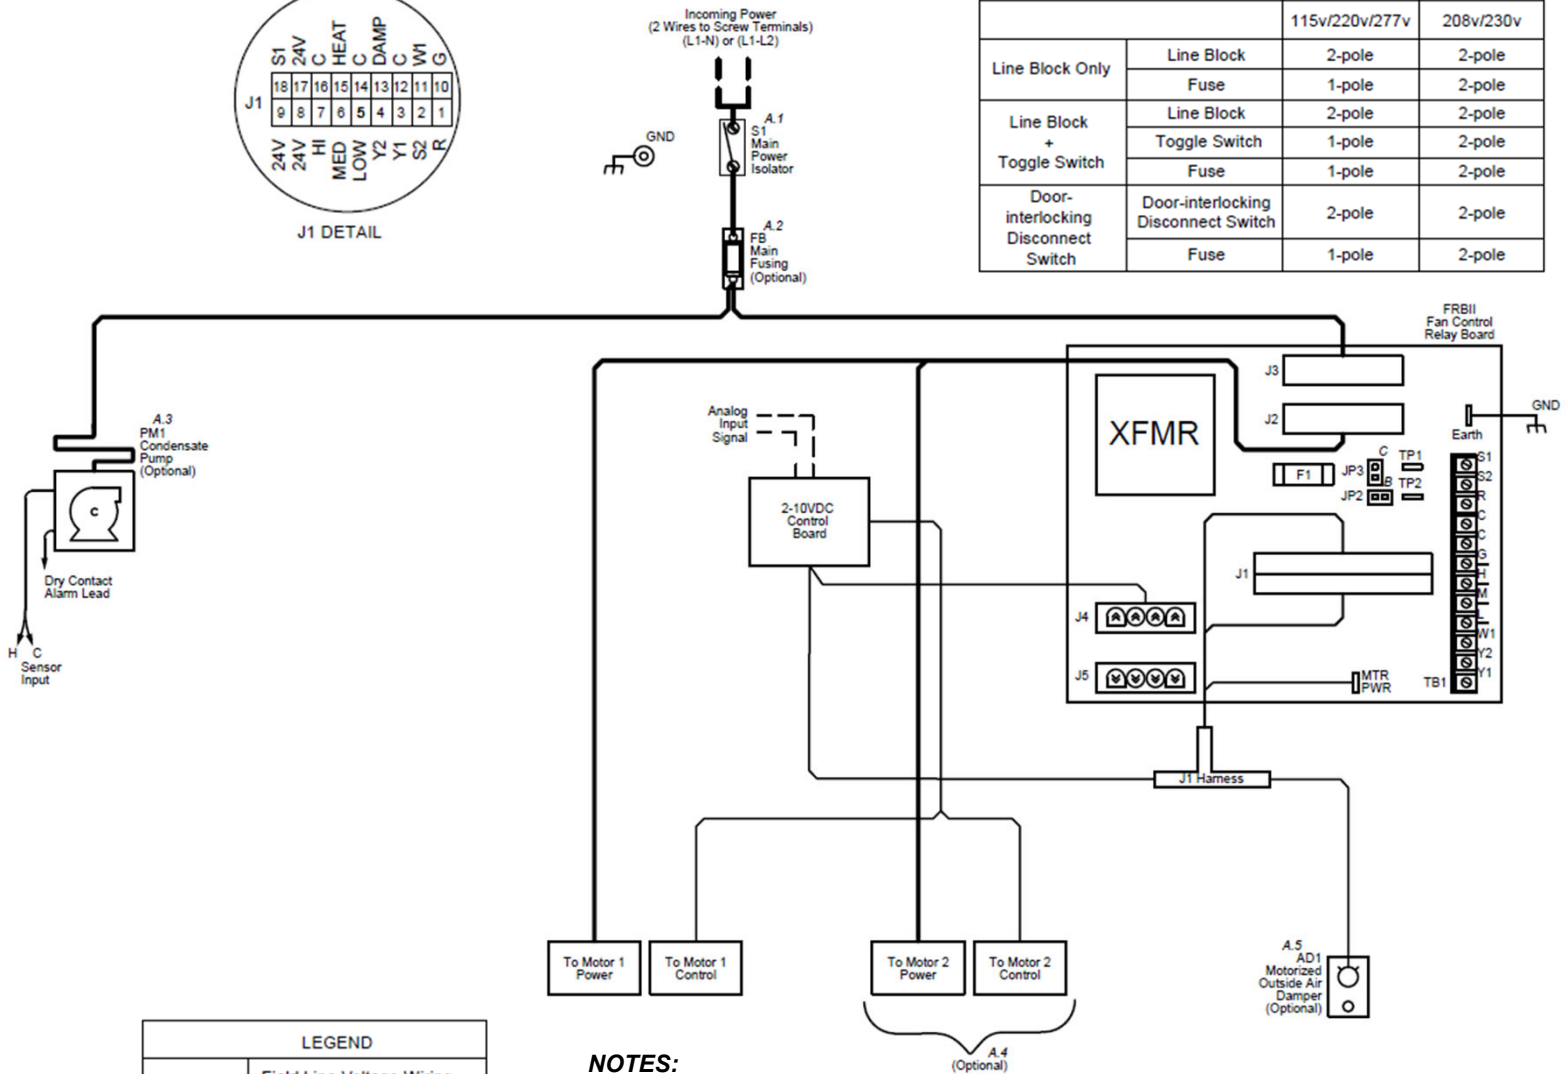 Incoming Power
(2 Wires to Screw Terminals)
(L1-N) or (L1-L2)
S1 24V C HEAT C DAMP C W1 G
18 17 16 15 14 13 12 11 10
J1
9 8 7 6 5 4 3 2 1
24V 24V HI MED LOW Y2 Y1 S2 R
J1 DETAIL
GND
A.1
S1
Main
Power
Isolator
A.2
FB
Main
Fusing
(Optional)
115v/220v/277v 208v/230v
Line Block Only
Line Block 2-pole 2-pole
Fuse 1-pole 2-pole
Line Block
+
Toggle Switch
Line Block 2-pole 2-pole
Toggle Switch 1-pole 2-pole
Fuse 1-pole 2-pole
Door-
interlocking
Disconnect
Switch
Door-interlocking
Disconnect Switch 2-pole 2-pole
Fuse 1-pole 2-pole
FRBII
Fan Control
Relay Board
A.3
PM1
Condensate
Pump
(Optional)
C
Dry Contact
Alarm Lead
H C
Sensor
Input
Analog
Input
Signal
2-10VDC
Control
Board
XFMR
J3
J2
GND
Earth
F1
JP3
C
TP1
JP2
B
TP2
S1
S2
R
C
C
G
H
M
L
W1
Y2
Y1
TB1
J1
J4
J5
MTR
PWR
J1 Harness
To Motor 1
Power
To Motor 1
Control
To Motor 2
Power
To Motor 2
Control
A.4
(Optional)
A.5
AD1
Motorized
Outside Air
Damper
(Optional)
LEGEND
Field Line Voltage Wiring
NOTES: